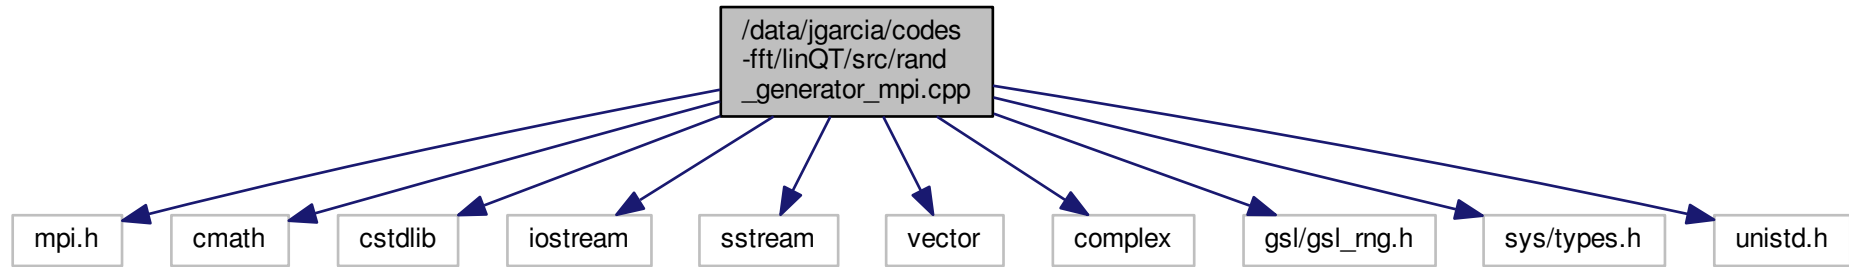 /data/jgarcia/codes
-fft/linQT/src/rand
_generator_mpi.cpp
mpi.h
cmath
cstdlib
iostream
sstream
vector
complex
gsl/gsl_rng.h
sys/types.h
unistd.h